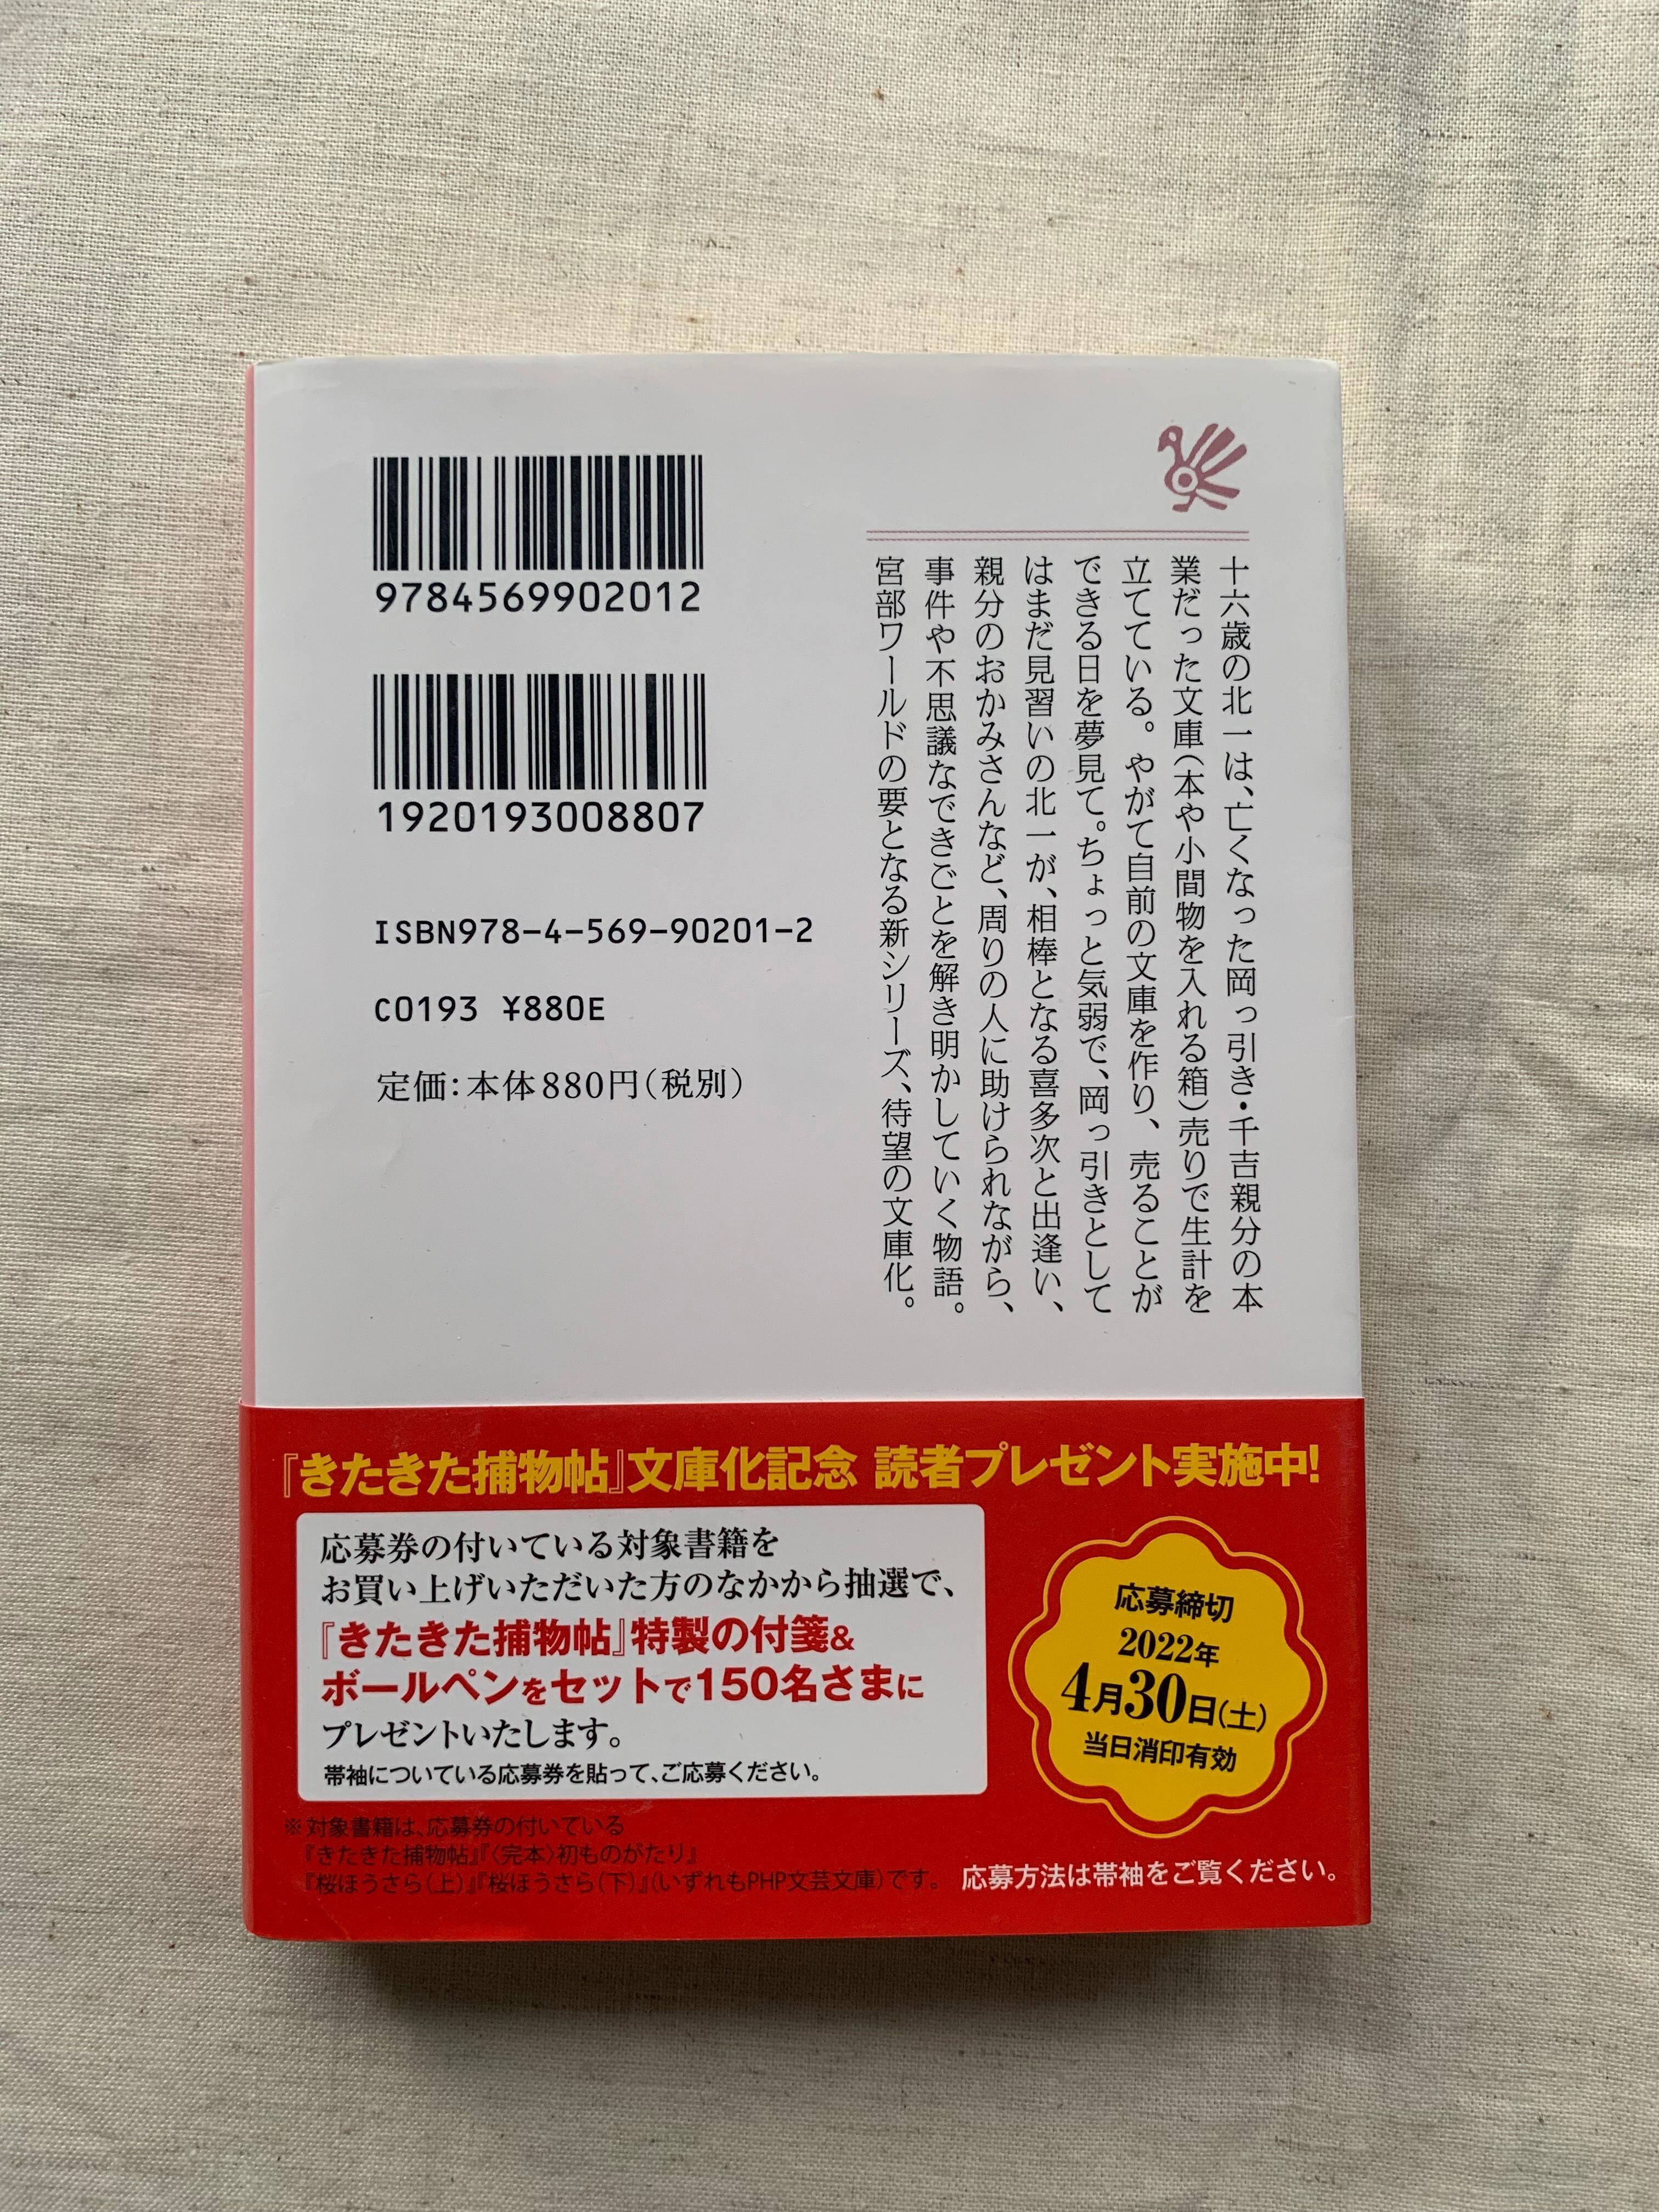 9784569902012
1920193008807
ISBN978-4-569-90201-2
C0193 ¥880E
定価:本体880円(税別)
十六歳の北一は、亡くなった岡っ引き・千吉親分の本
業だった文庫(本や小間物を入れる箱)売りで生計を
立てている。やがて自前の文庫を作り、売ることが
できる日を夢見て。ちょっと気弱で、岡っ引きとして
はまだ見習いの北一が、相棒となる喜多次と出逢い、
親分のおかみさんなど、周りの人に助けられながら、
事件や不思議なできごとを解き明かしていく物語。
宮部ワールドの要となる新シリーズ、待望の文庫化。
『きたきた捕物帖』文庫化記念 読者プレゼント実施中!
応募券の付いている対象書籍を
お買い上げいただいた方のなかから抽選で、
『きたきた捕物帖』特製の付箋&
ボールペンをセットで150名さまに
プレゼントいたします。
帯袖についている応募券を貼って、ご応募ください。
応募締切
2022年
4月30日(土)
当日消印有効
※対象書籍は、応募券の付いている
『きたきた捕物帖』『〈完本〉初ものがたり』
『桜ほうさら(上)』『桜ほうさら(下)』(いずれもPHP文芸文庫)です。
応募方法は帯袖をご覧ください。